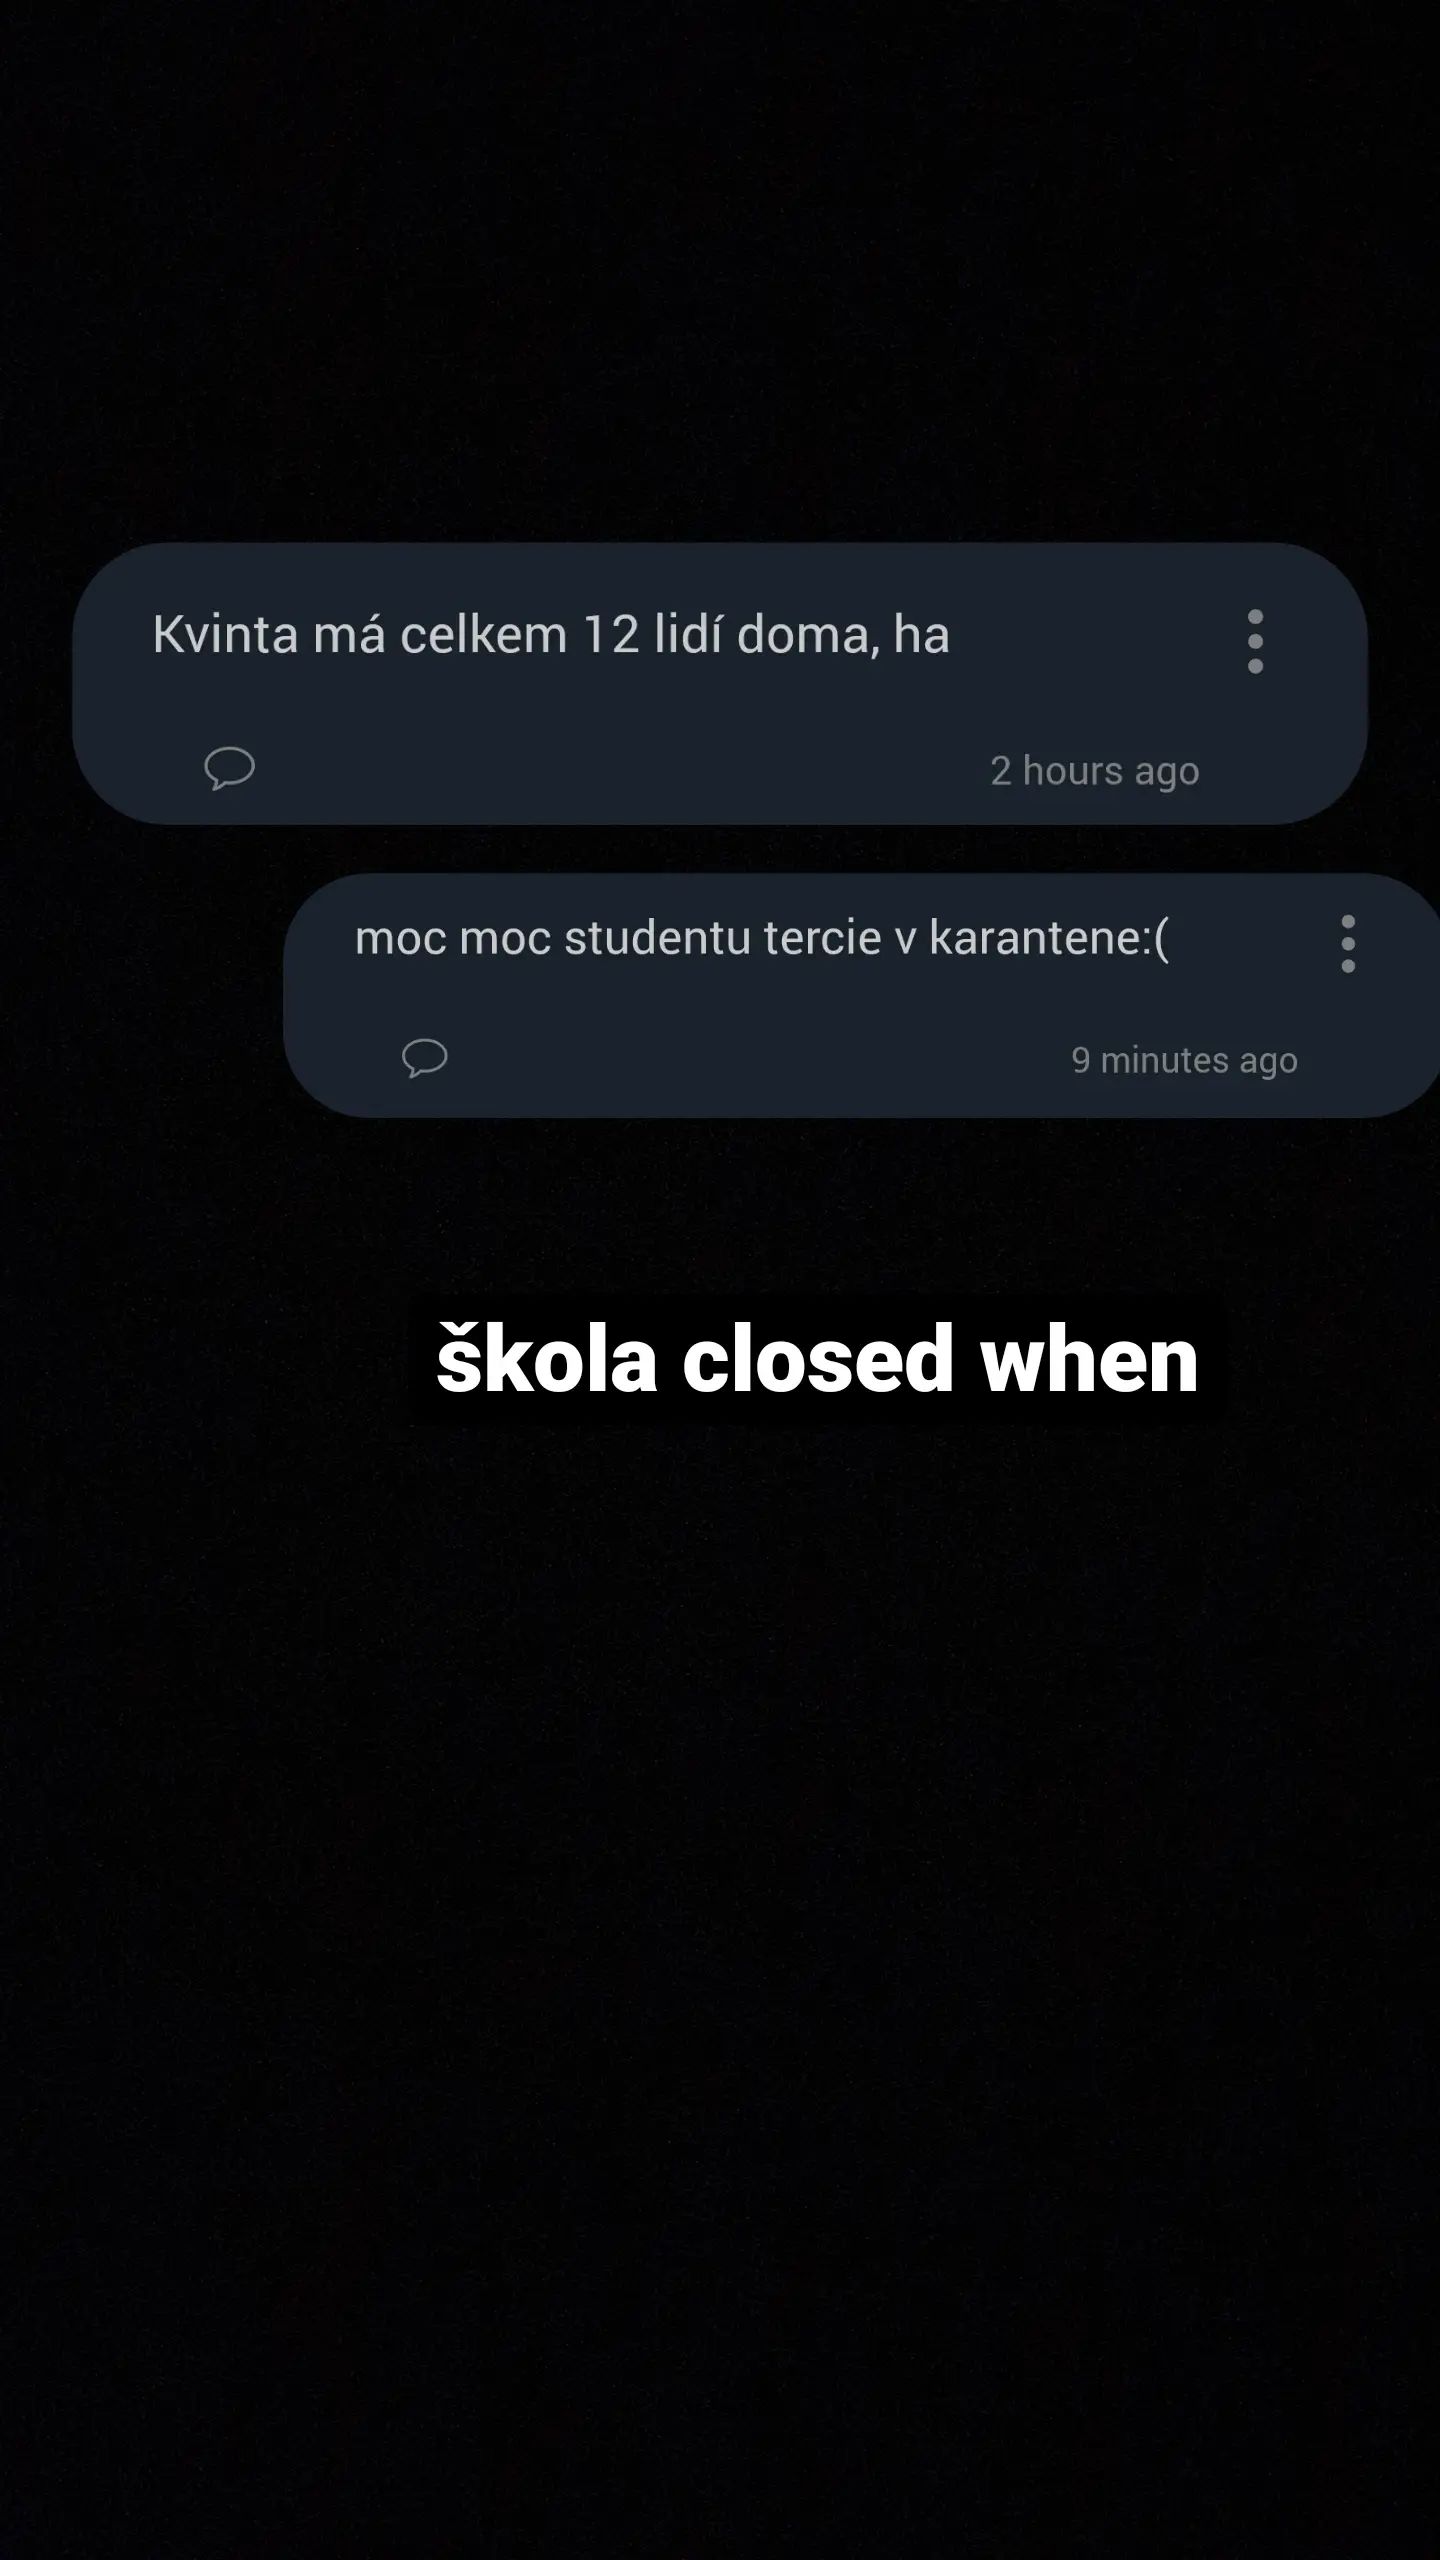 Kvinta má celkem 12 lidí doma, ha
2 hours ago
moc moc studentu tercie v karantene:(
9 minutes ago
škola closed when